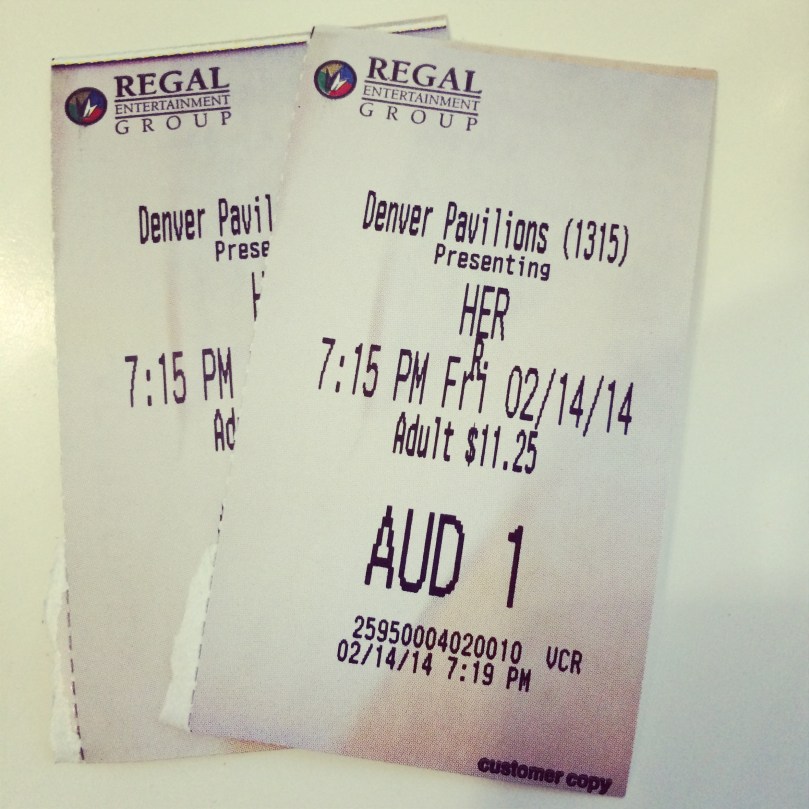 REGAL
ENTERTAINMENT
GROUP
Denver Pavil
Prese
H
7:15 PM
Ad
REGAL
ENTERTAINMENT
GROUP
Denver Pavilions (1315)
Presenting
HER
R
7:15 PM Fri 02/14/14
Adult $11.25
AUD 1
25950004020010 VCR
02/14/14 7:19 PM
customer copy